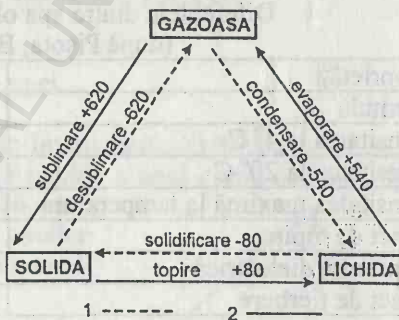 GAZOASA
sublimare +620
desublimare -620
condensare -540
evaporare +540
solidificare -80
SOLIDA
topire +80
LICHIDA
1 2